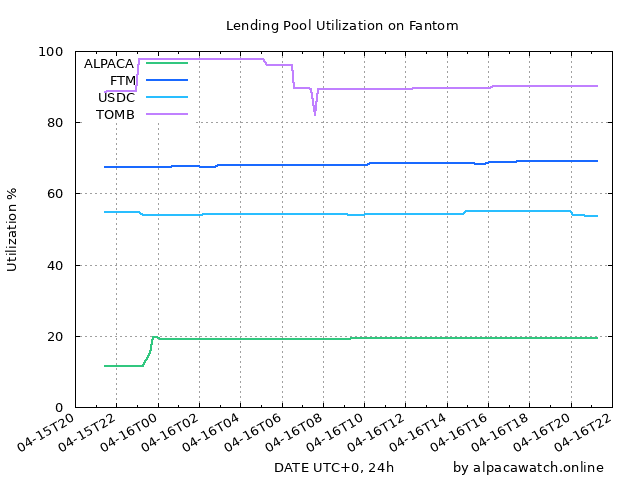 Lending Pool Utilization on Fantom
100
80
60
40
20
0
Utilization %
ALPACA
FTM
USDC
TOMB
04-15T20
04-15T22
04-16T00
04-16T02
04-16T04
04-16T06
04-16T08
04-16T10
04-16T12
04-16T14
04-16T16
04-16T18
04-16T20
04-16T22
DATE UTC+0, 24h
by alpacawatch.online